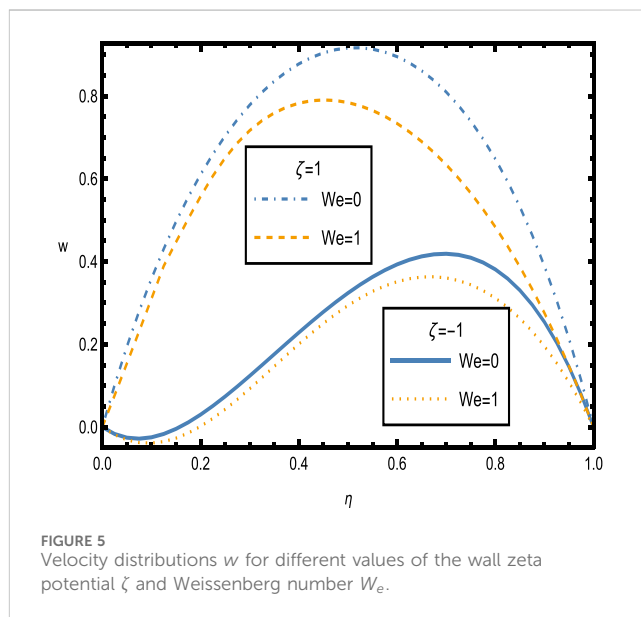 0.8
0.6
0.4
0.2
0.0
w
ζ=1
We=0
We=1
ζ=-1
We=0
We=1
0.0 0.2 0.4 0.6 0.8 1.0
η
FIGURE 5
Velocity distributions w for different values of the wall zeta
potential ζ and Weissenberg number We.